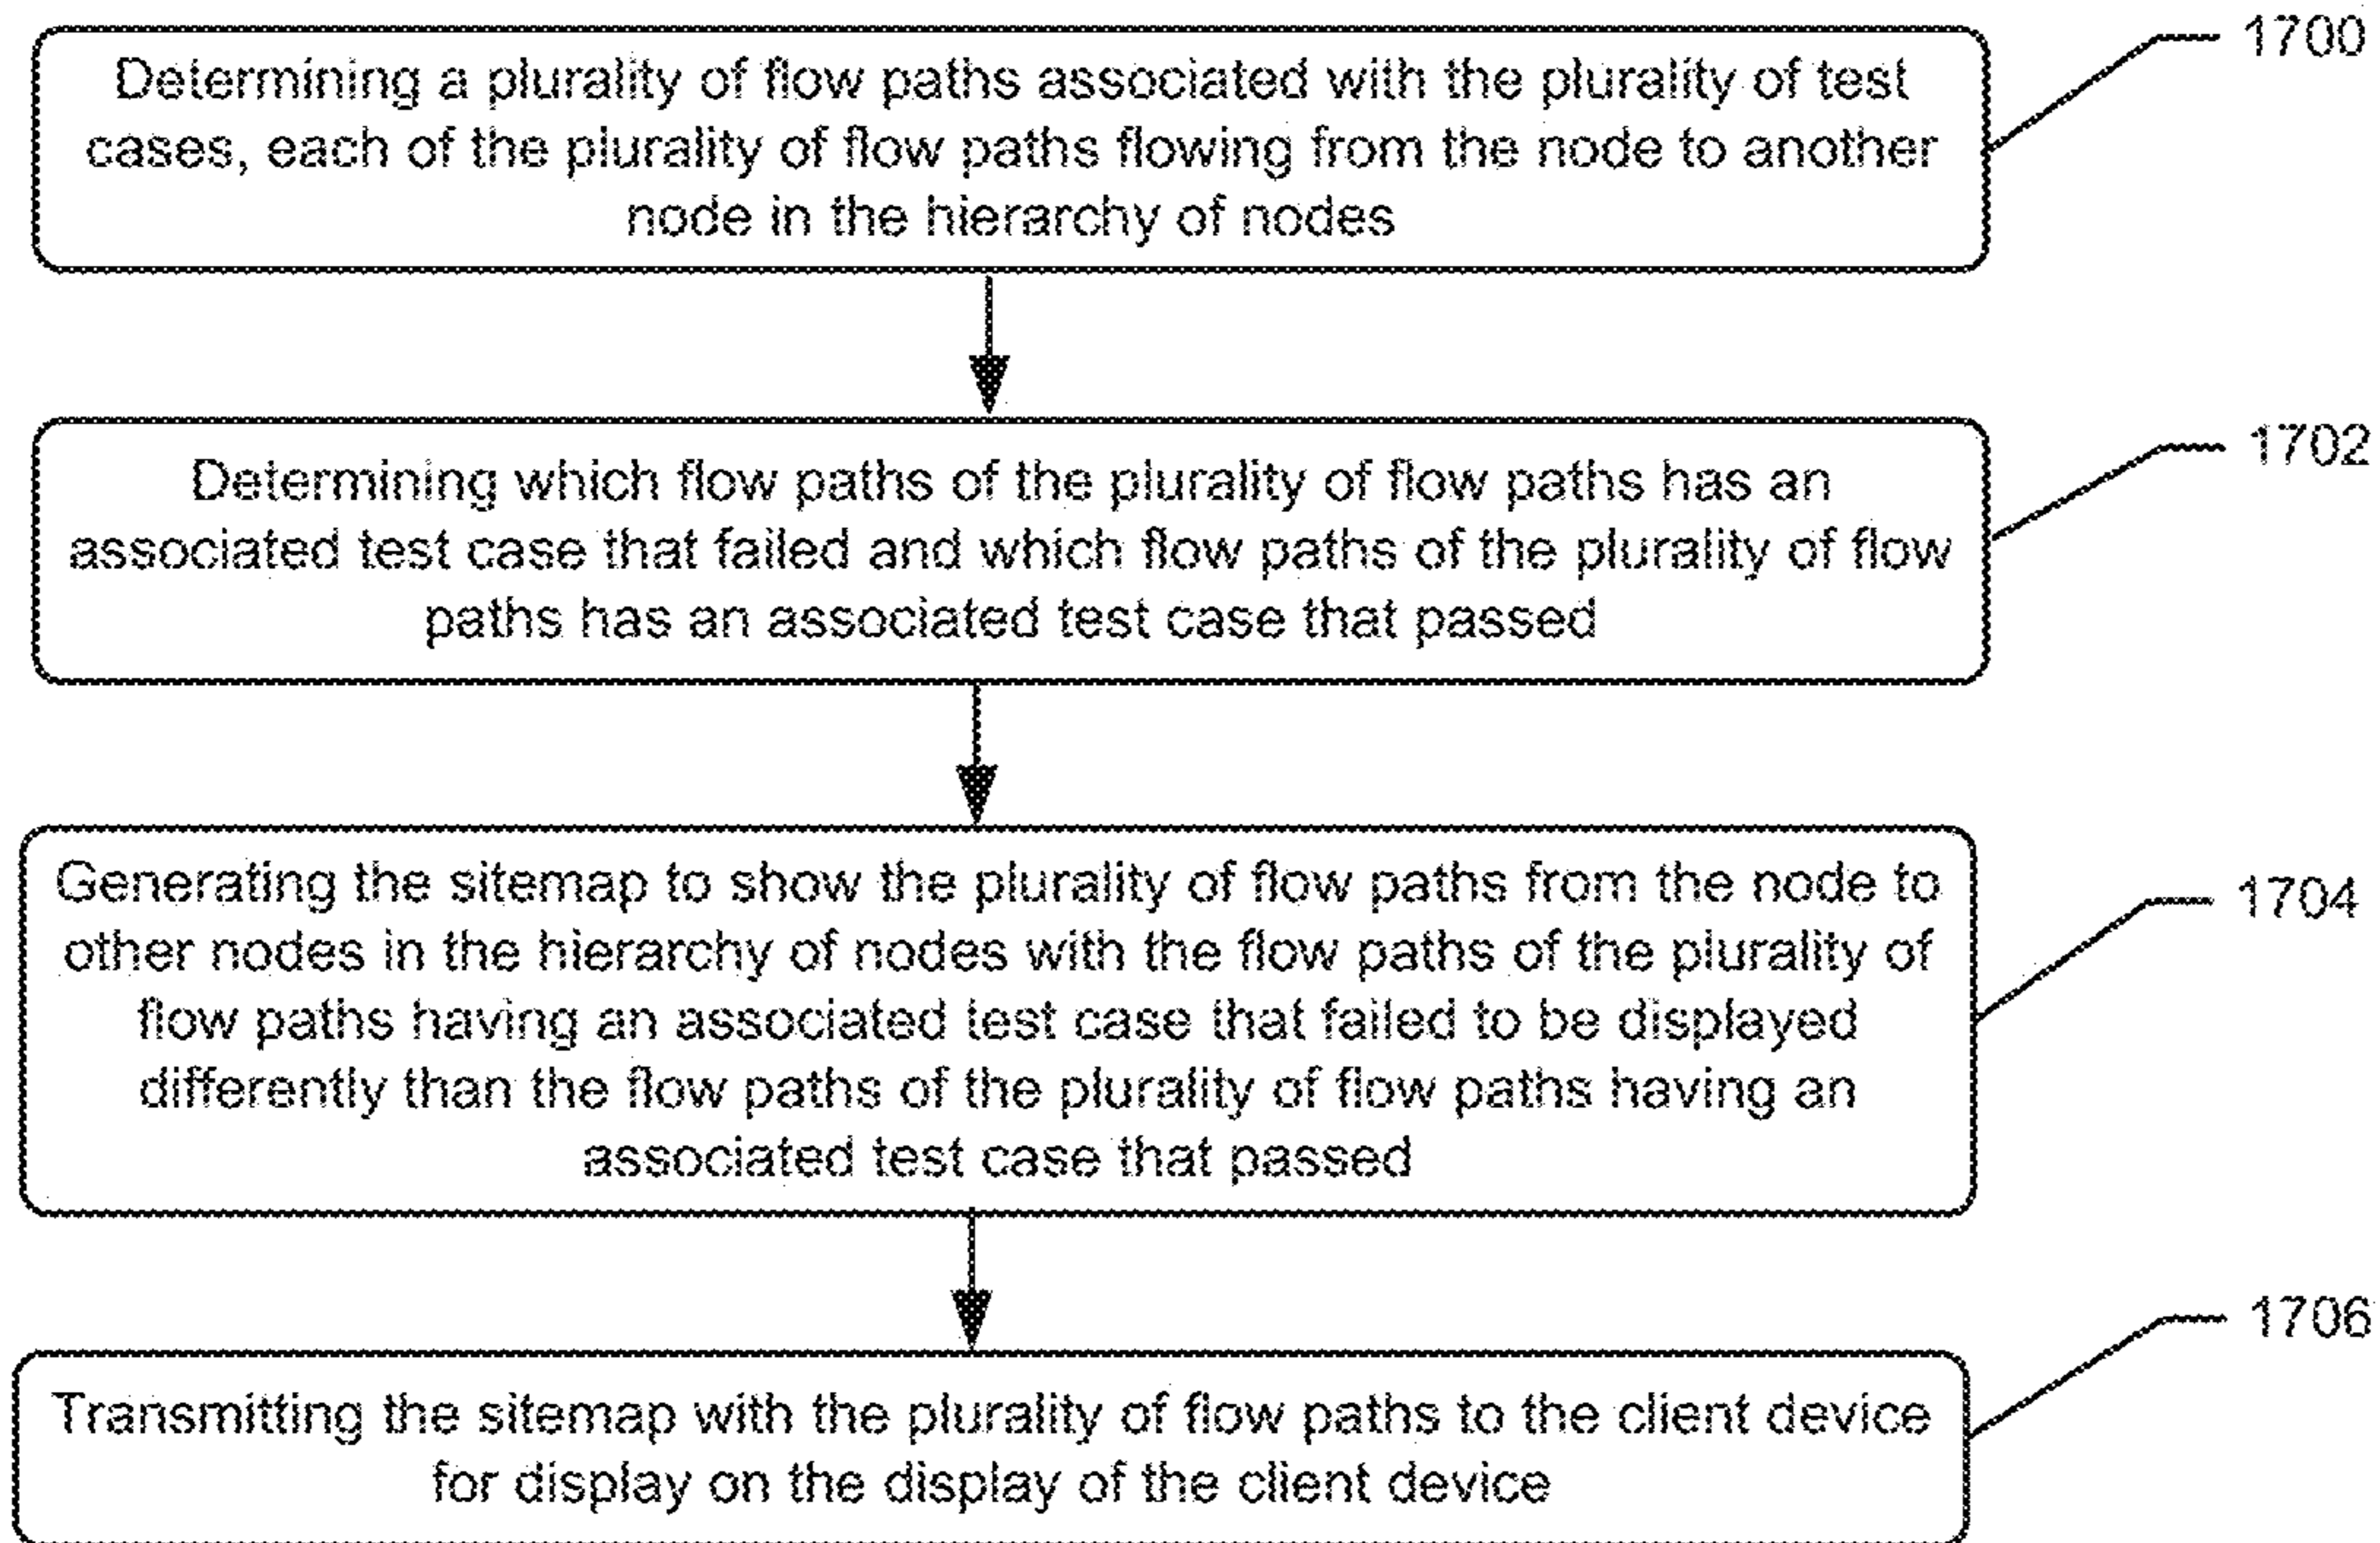 Determining a plurality of flow paths associated with the plurality of test
cases, each of the plurality of flow paths flowing from the node to another
node in the hierarchy of nodes
1700
Determining which flow paths of the plurality of flow paths has an
associated test case that failed and which flow paths of the plurality of flow
paths has an associated test case that passed
1702
Generating the sitemap to show the plurality of flow paths from the node to
other nodes in the hierarchy of nodes with the flow paths of the plurality of
flow paths having an associated test case that failed to be displayed
differently than the flow paths of the plurality of flow paths having an
associated test case that passed
1704
Transmitting the sitemap with the plurality of flow paths to the client device
for display on the display of the client device
1706